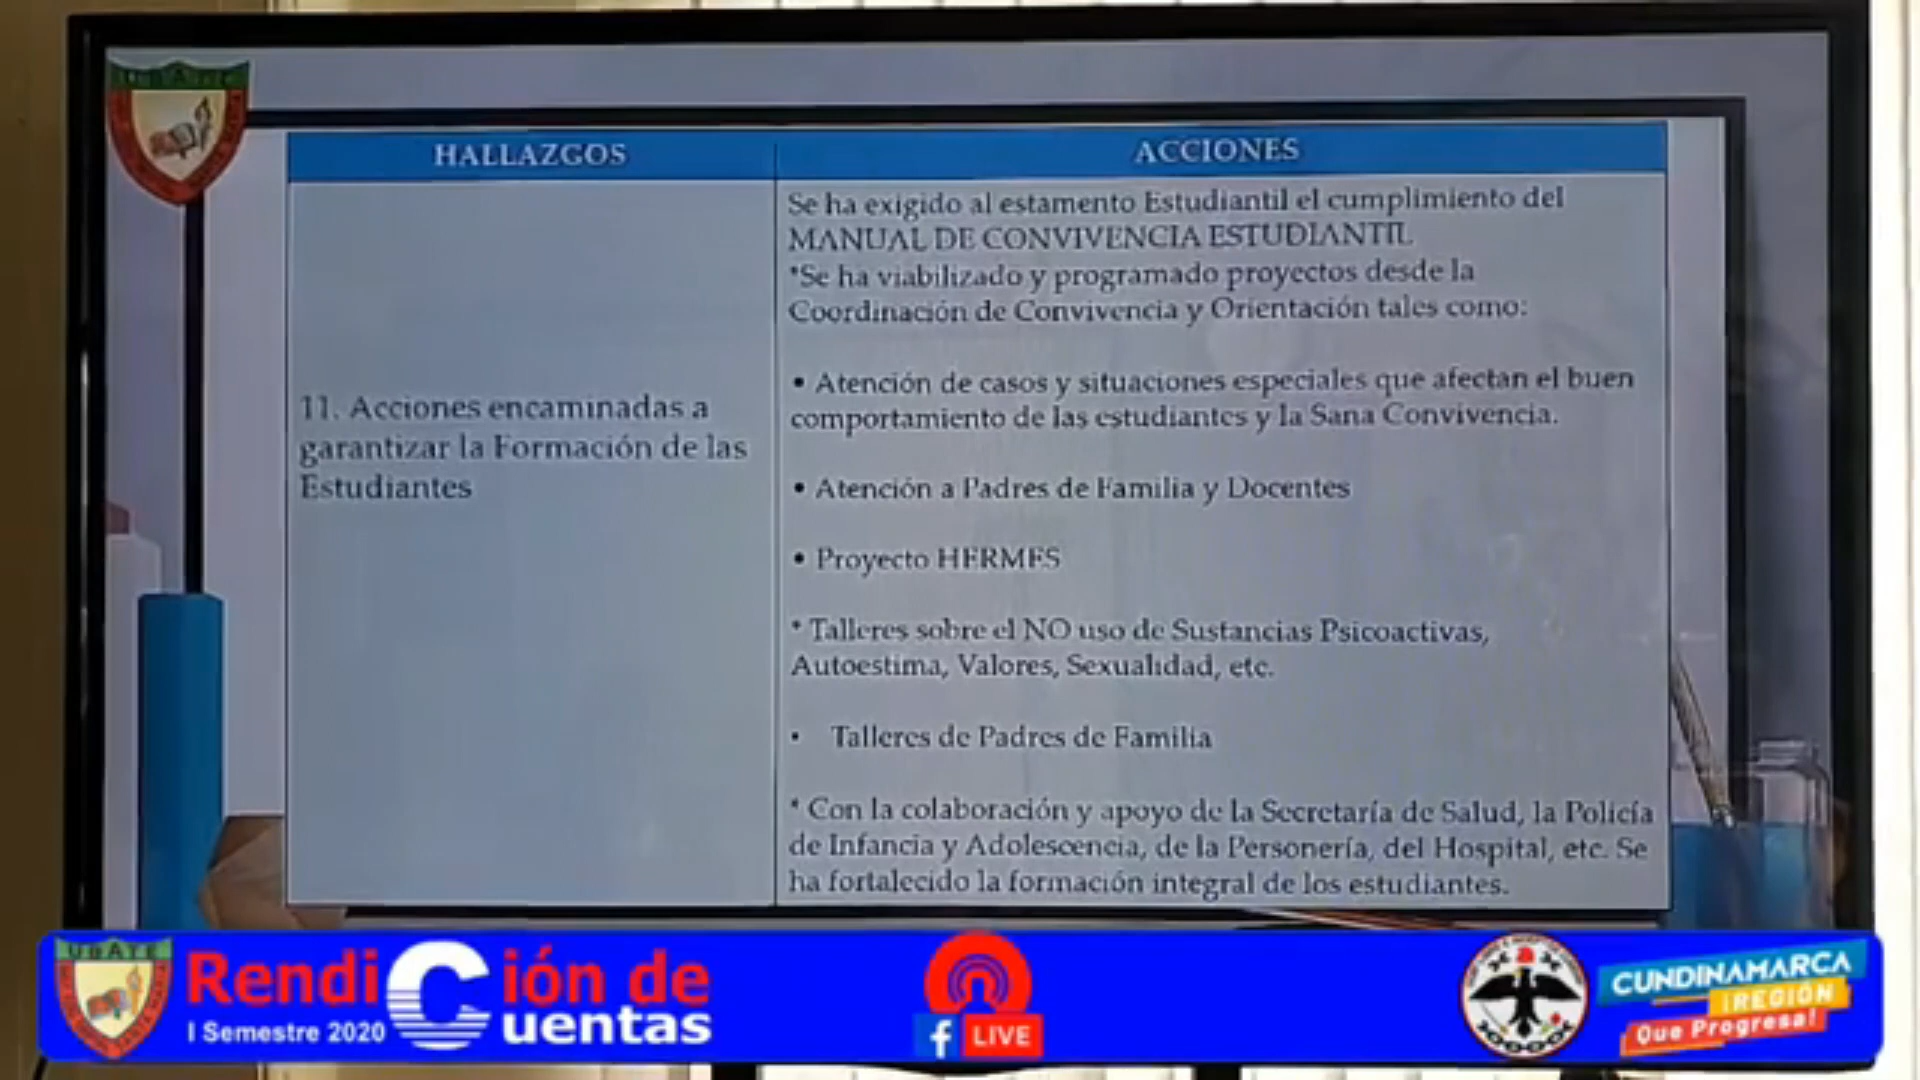 UBATE
HALLAZGOS
ACCIONES
11. Acciones encaminadas a
garantizar la Formación de las
Estudiantes
Se ha exigido al estamento Estudiantil el cumplimiento del
MANUAL DE CONVIVENCIA ESTUDIANTIL
*Se ha viabilizado y programado proyectos desde la
Coordinación de Convivencia y Orientación tales como:
• Atención de casos y situaciones especiales que afectan el buen
comportamiento de las estudiantes y la Sana Convivencia.
• Atención a Padres de Familia y Docentes
• Proyecto HERMES
* Talleres sobre el NO uso de Sustancias Psicoactivas,
Autoestima, Valores, Sexualidad, etc.
• Talleres de Padres de Familia
* Con la colaboración y apoyo de la Secretaría de Salud, la Policía
de Infancia y Adolescencia, de la Personería, del Hospital, etc. Se
ha fortalecido la formación integral de los estudiantes.
UBATE
Rendición de
Cuentas
I Semestre 2020
f LIVE
CUNDINAMARCA
¡REGIÓN
Que Progresa!